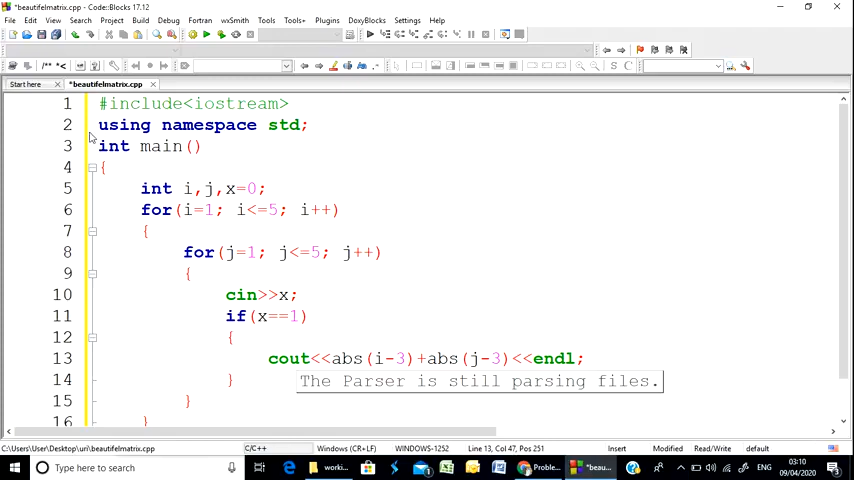 *beautifelmatrix.cpp - Code::Blocks 17.12
File Edit View Search Project Build Debug Fortran wxSmith Tools Tools+ Plugins DoxyBlocks Settings Help
/** *<
S C
Start here
*beautifelmatrix.cpp
1 #include<iostream>
2 using namespace std;
3 int main()
4 {
5 int i,j,x=0;
6 for(i=1; i<=5; i++)
7 {
8 for(j=1; j<=5; j++)
9 {
10 cin>>x;
11 if(x==1)
12 {
13 cout<<abs(i-3)+abs(j-3)<<endl;
14 }
The Parser is still parsing files.
15 }
16 }
C:\Users\User\Desktop\uri\beautifelmatrix.cpp C/C++ Windows (CR+LF) WINDOWS-1252 Line 13, Col 47, Pos 251 Insert Modified Read/Write default
Type here to search
worki...
Proble...
*beau...
ENG
03:10
09/04/2020